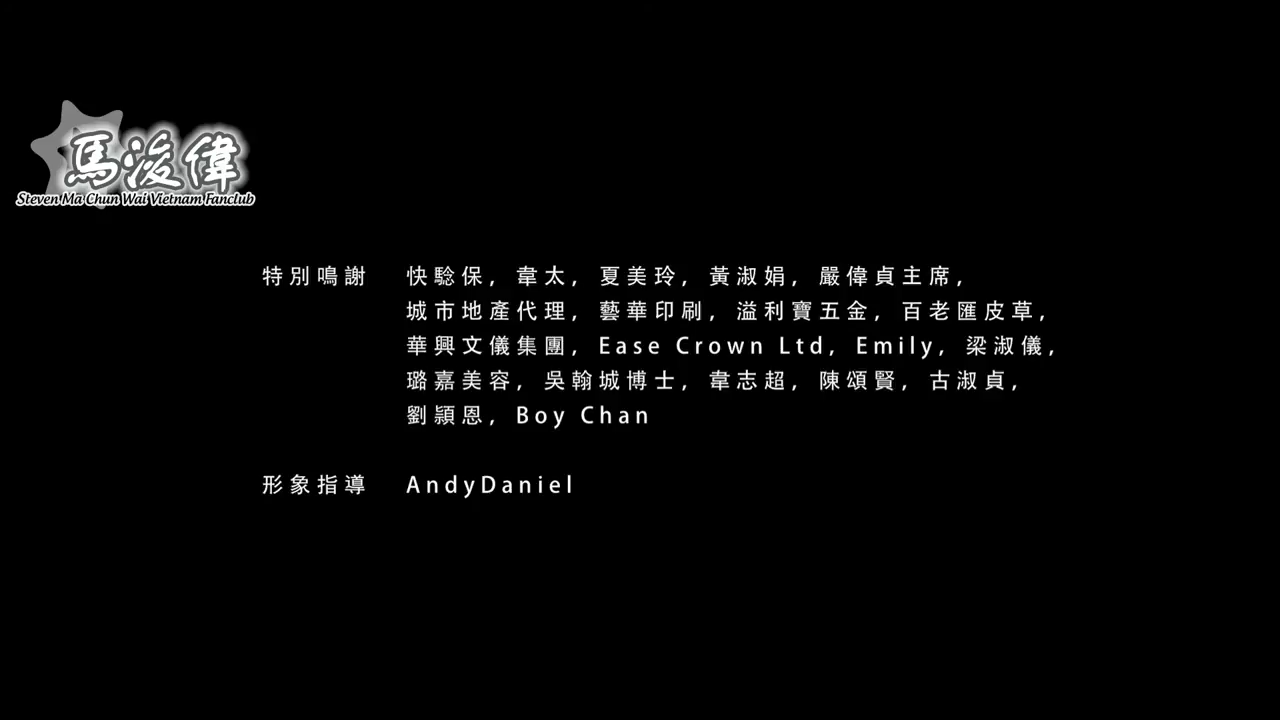 馬浚偉
Steven Ma Chun Wai Vietnam Fanclub
特別鳴謝 快騐保, 韋太, 夏美玲, 黃淑娟, 嚴偉貞主席,
城市地產代理, 藝華印刷, 溢利寶五金, 百老匯皮草,
華興文儀集團, Ease Crown Ltd, Emily, 梁淑儀,
璐嘉美容, 吳翰城博士, 韋志超, 陳頌賢, 古淑貞,
劉頴恩, Boy Chan
形象指導 AndyDaniel